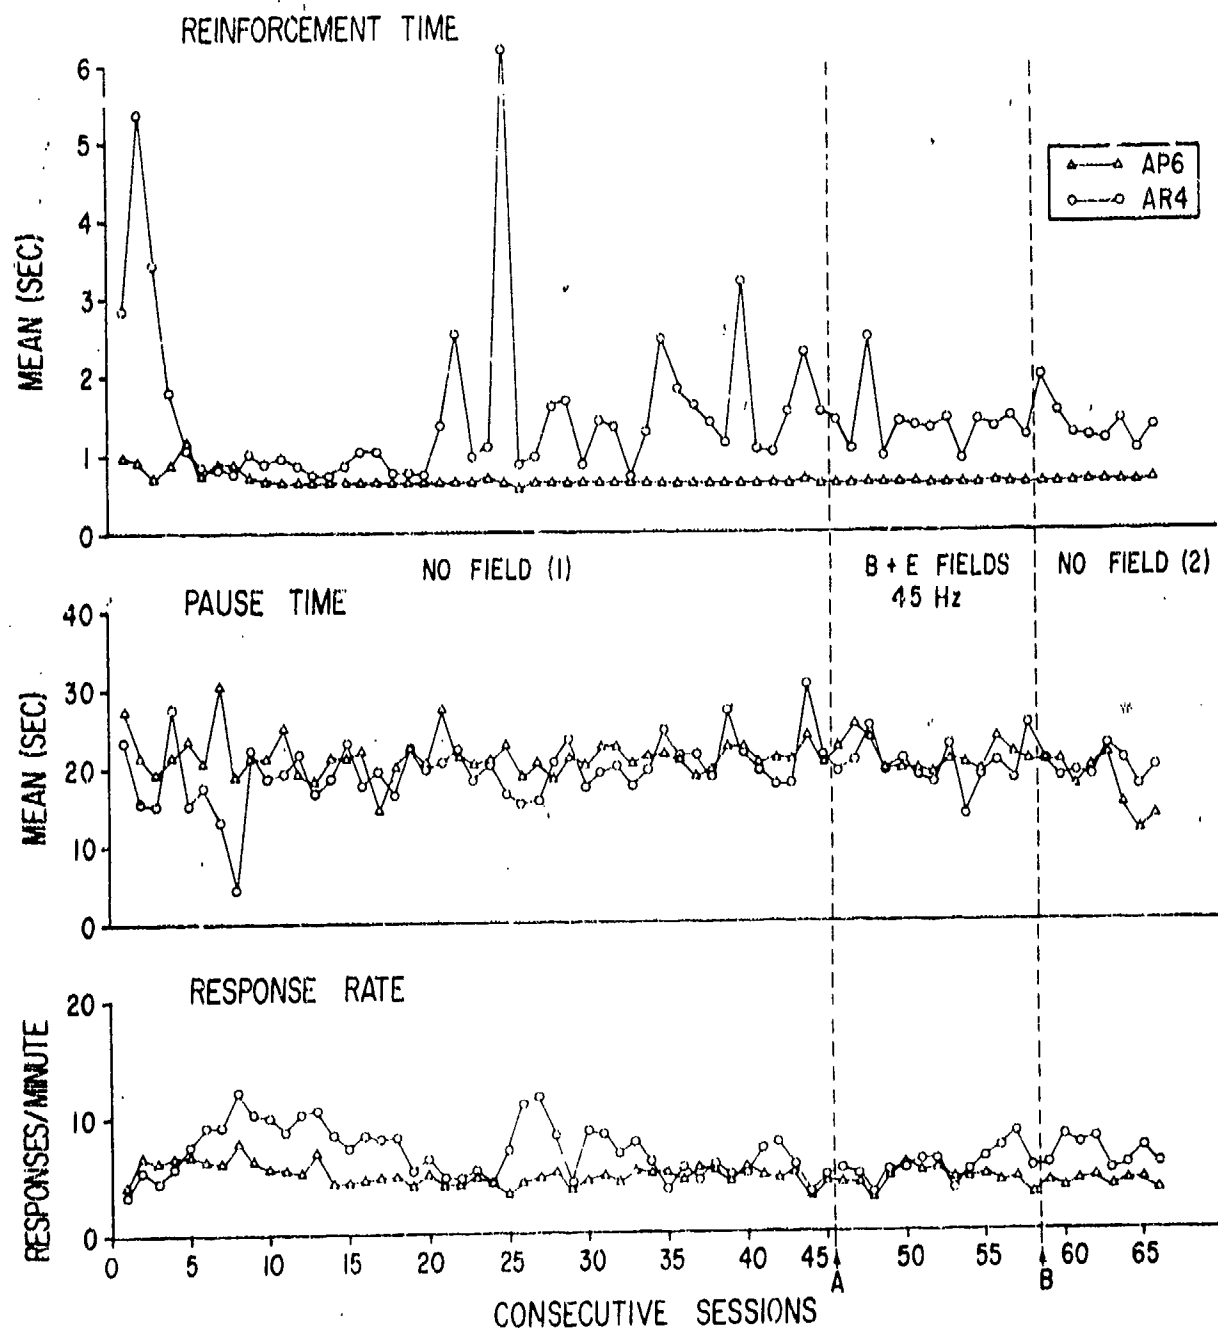 REINFORCEMENT TIME
6
5
4
3
2
1
0
MEAN (SEC)
AP6
AR4
NO FIELD (1)
B + E FIELDS
45 Hz
NO FIELD (2)
PAUSE TIME
40
30
20
10
0
MEAN (SEC)
RESPONSE RATE
20
10
0
RESPONSES/MINUTE
0 5 10 15 20 25 30 35 40 45 50 55 60 65
A B
CONSECUTIVE SESSIONS